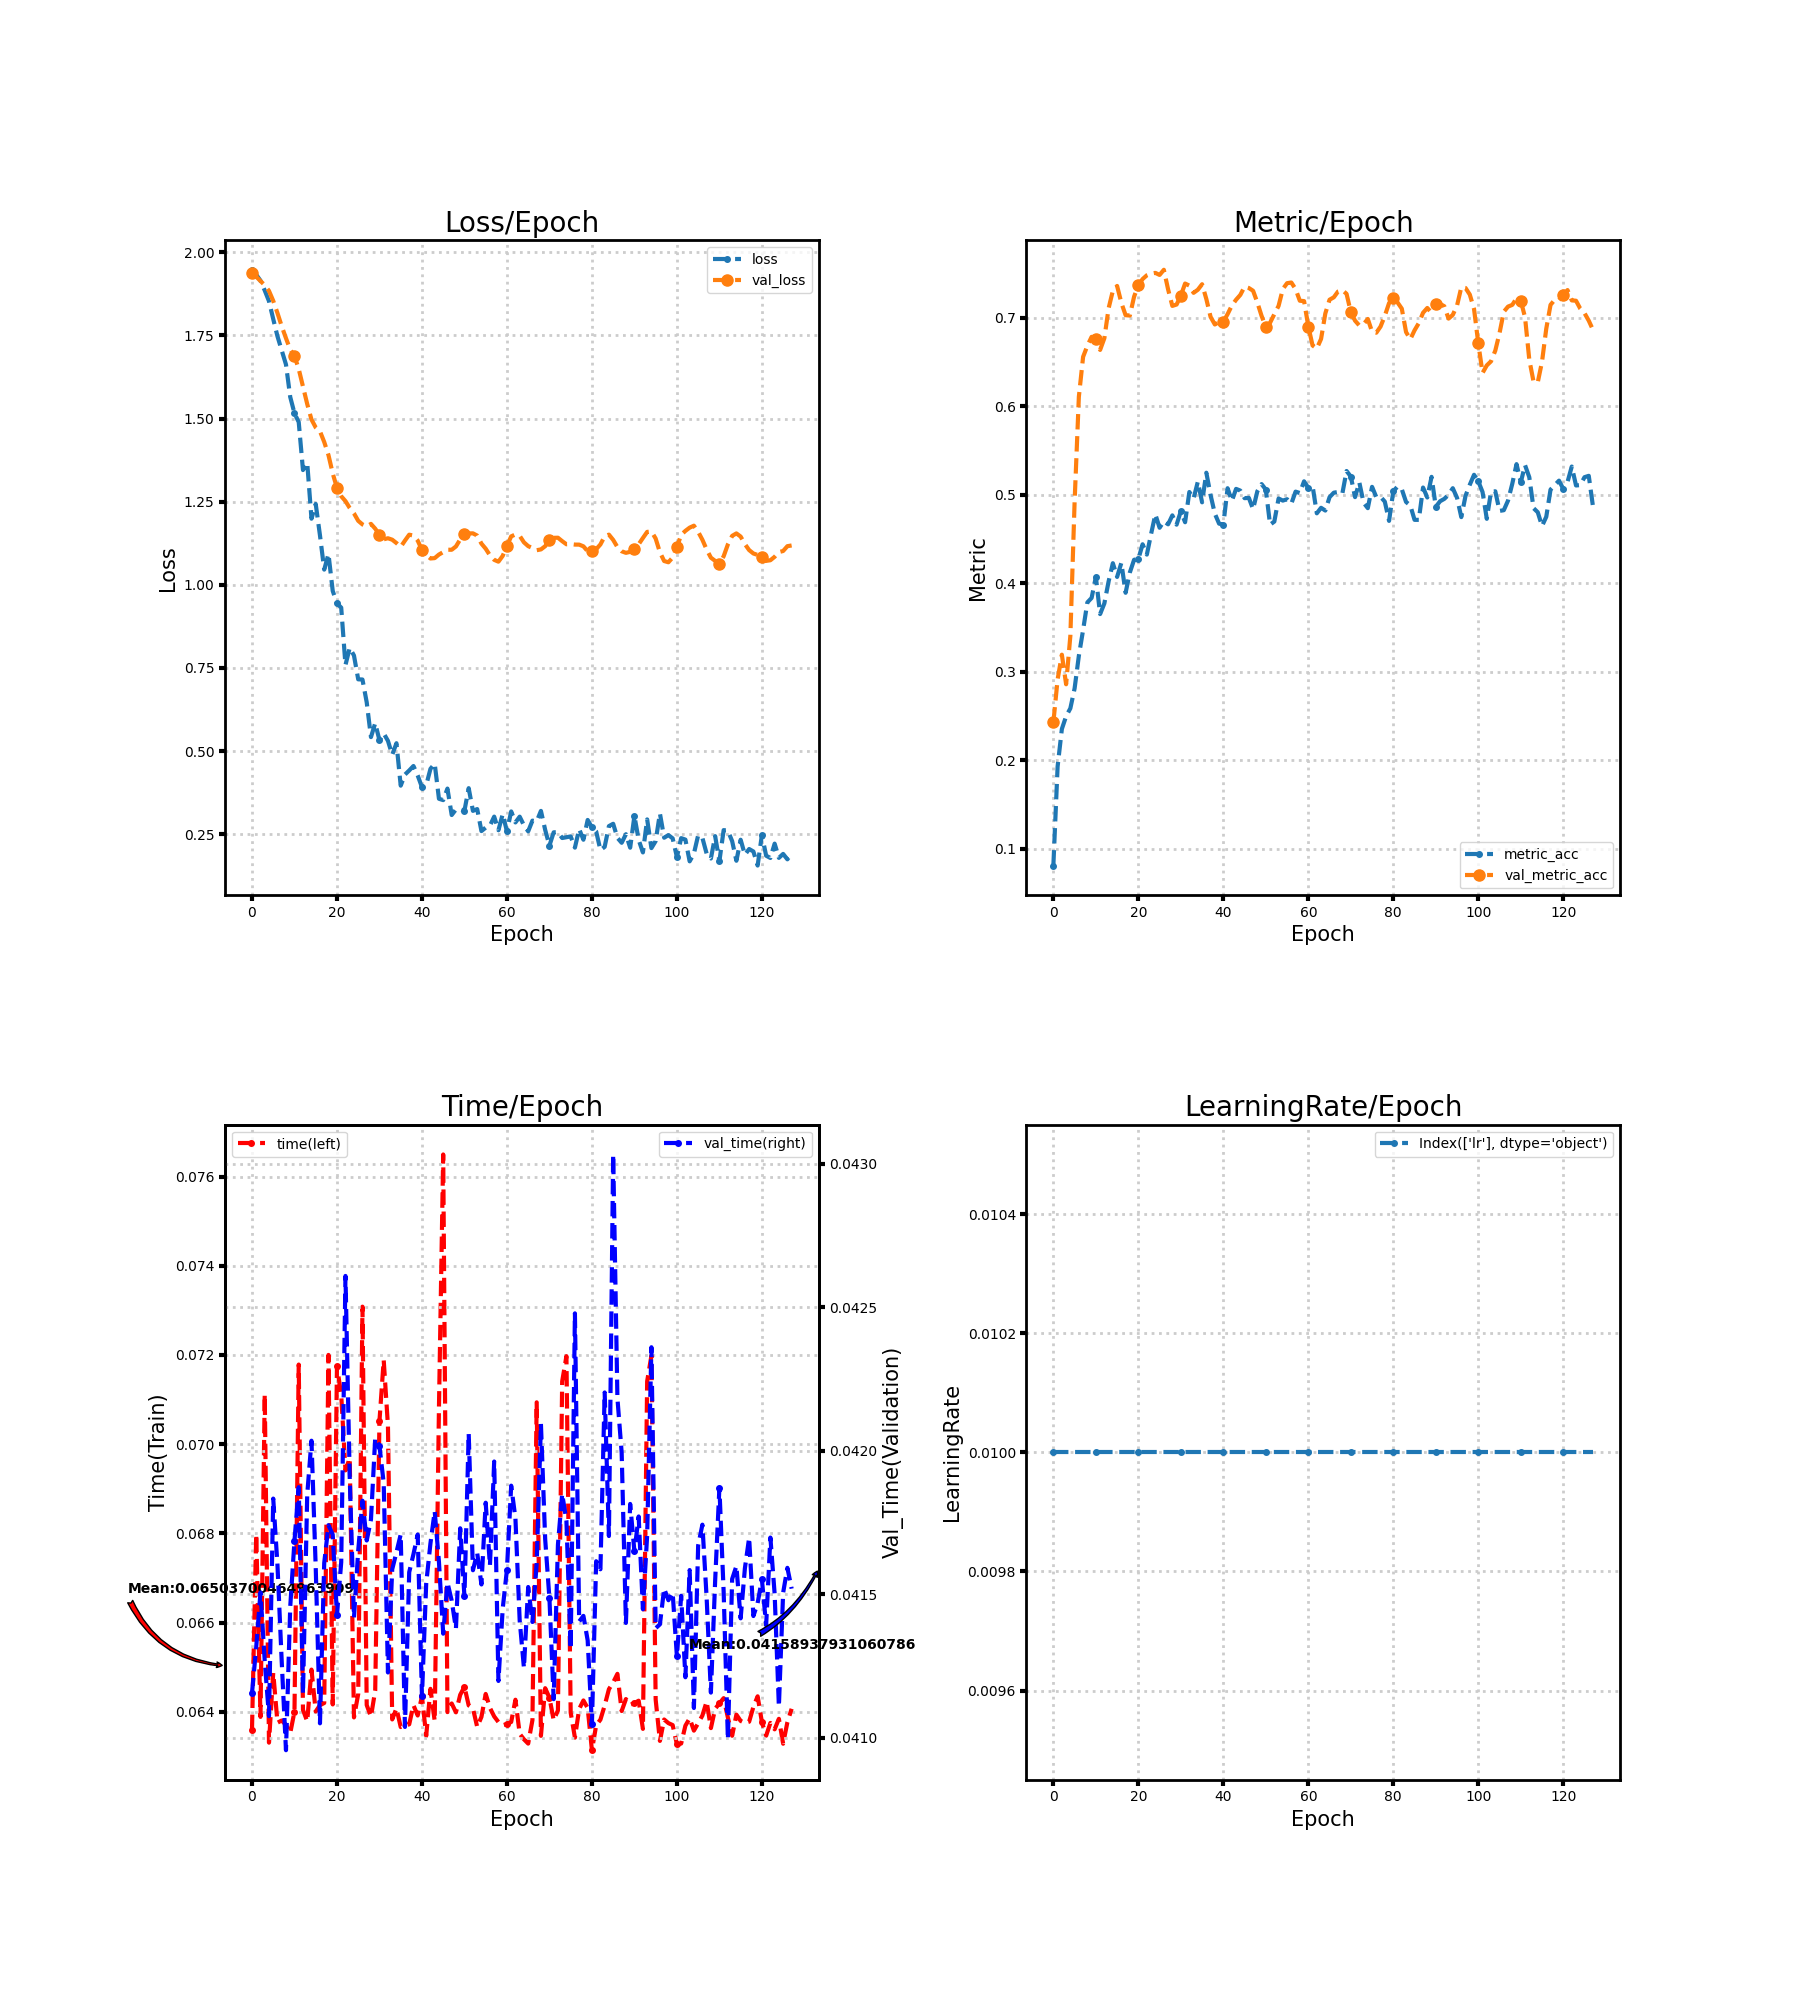 Loss/Epoch
2.00
1.75
1.50
1.25
1.00
0.75
0.50
0.25
Loss
loss
val_loss
0 20 40 60 80 100 120
Epoch
Metric/Epoch
0.7
0.6
0.5
0.4
0.3
0.2
0.1
Metric
metric_acc
val_metric_acc
0 20 40 60 80 100 120
Epoch
Time/Epoch
time(left)
val_time(right)
0.076
0.074
0.072
0.070
0.068
0.066
0.064
Time(Train)
Mean:0.06503700464863909
0.0430
0.0425
0.0420
0.0415
0.0410
Val_Time(Validation)
Mean:0.04158937931060786
0 20 40 60 80 100 120
Epoch
LearningRate/Epoch
Index(['lr'], dtype='object')
0.0104
0.0102
0.0100
0.0098
0.0096
LearningRate
0 20 40 60 80 100 120
Epoch